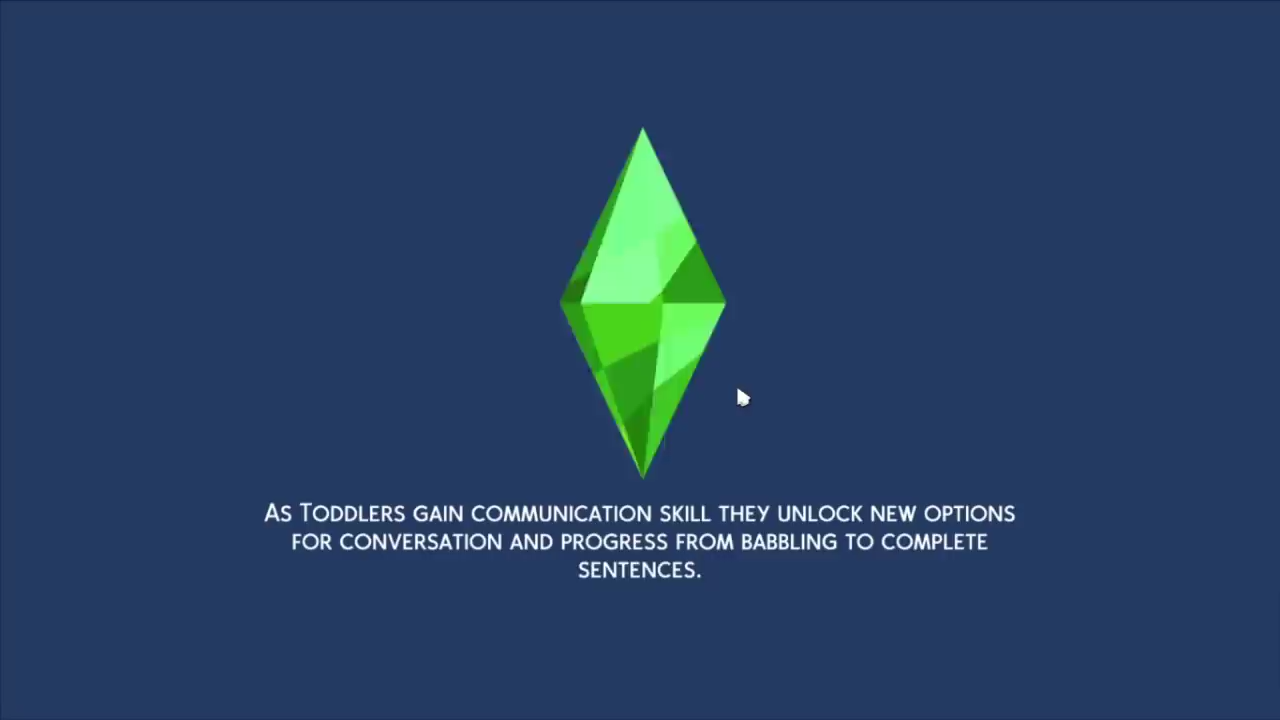 As Toddlers gain communication skill they unlock new options
for conversation and progress from babbling to complete
sentences.